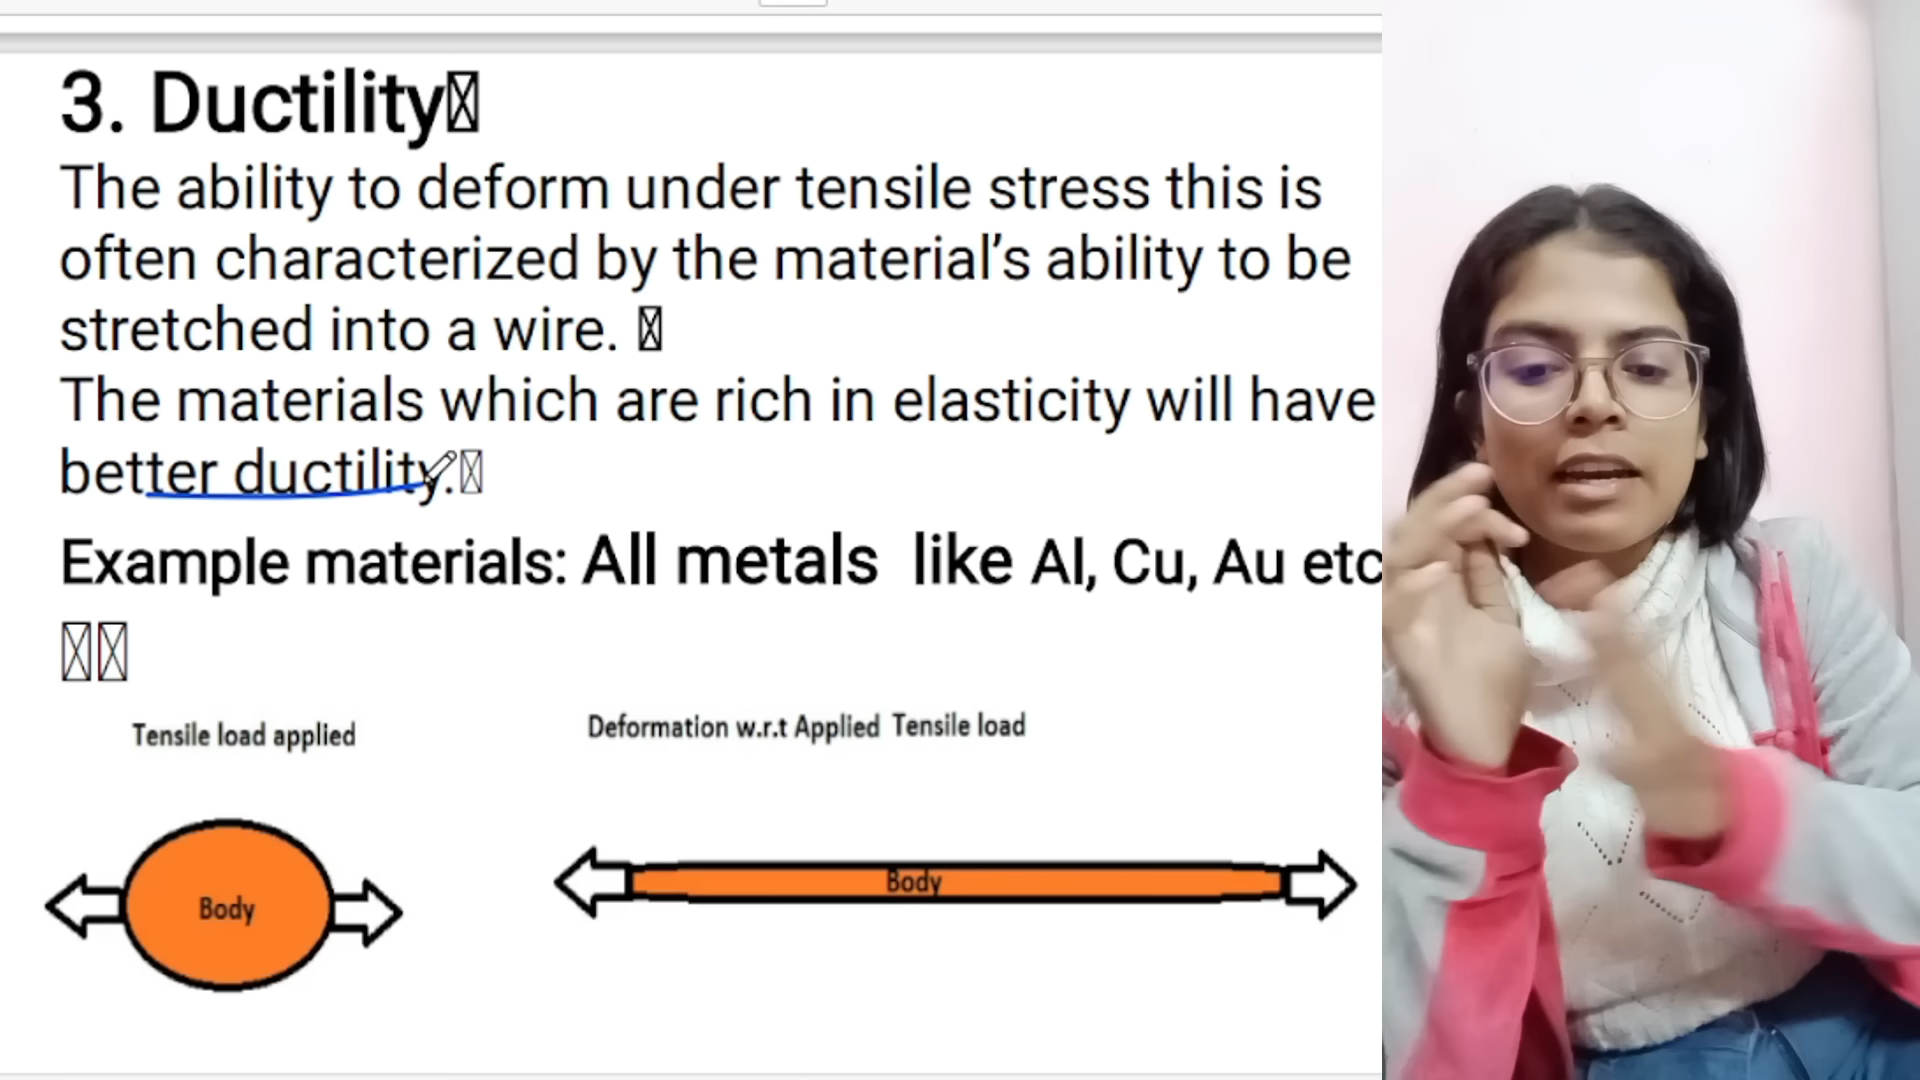 3. Ductility
The ability to deform under tensile stress this is
often characterized by the material’s ability to be
stretched into a wire.
The materials which are rich in elasticity will have
better ductility.
Example materials: All metals like Al, Cu, Au etc
Tensile load applied
Deformation w.r.t Applied Tensile load
Body
Body